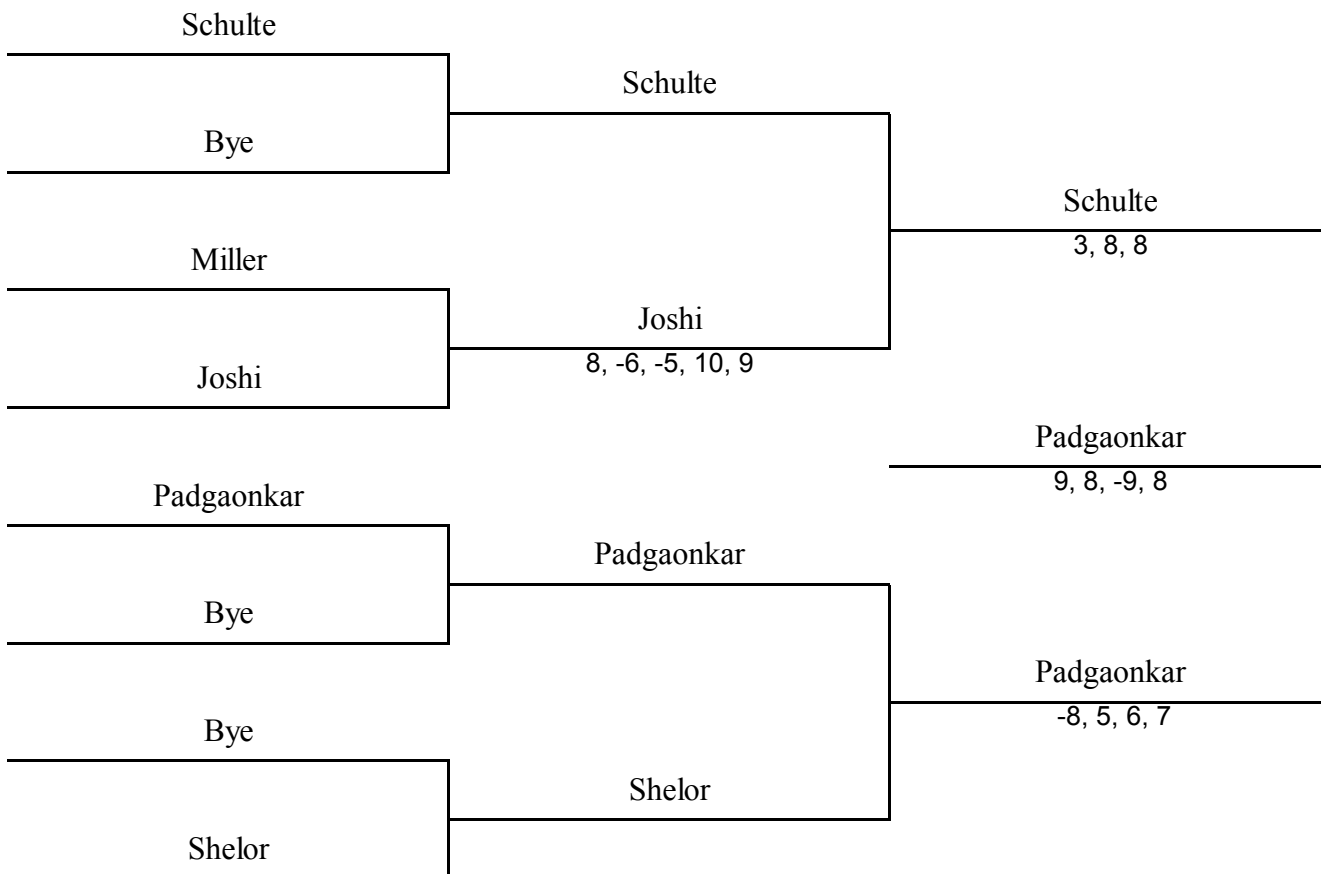 Schulte
Schulte
Bye
Schulte
3, 8, 8
Miller
Joshi
8, -6, -5, 10, 9
Joshi
Padgaonkar
9, 8, -9, 8
Padgaonkar
Padgaonkar
Bye
Padgaonkar
-8, 5, 6, 7
Bye
Shelor
Shelor